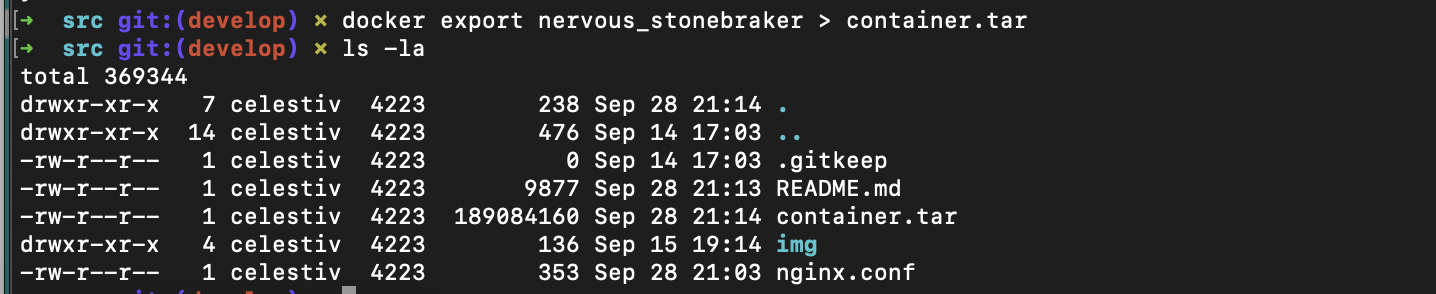 [➜  src git:(develop) × docker export nervous_stonebraker > container.tar
[➜  src git:(develop) × ls -la
total 369344
drwxr-xr-x   7 celestiv  4223        238 Sep 28 21:14 .
drwxr-xr-x  14 celestiv  4223        476 Sep 14 17:03 ..
-rw-r--r--   1 celestiv  4223          0 Sep 14 17:03 .gitkeep
-rw-r--r--   1 celestiv  4223       9877 Sep 28 21:13 README.md
-rw-r--r--   1 celestiv  4223  189084160 Sep 28 21:14 container.tar
drwxr-xr-x   4 celestiv  4223        136 Sep 15 19:14 img
-rw-r--r--   1 celestiv  4223        353 Sep 28 21:03 nginx.conf